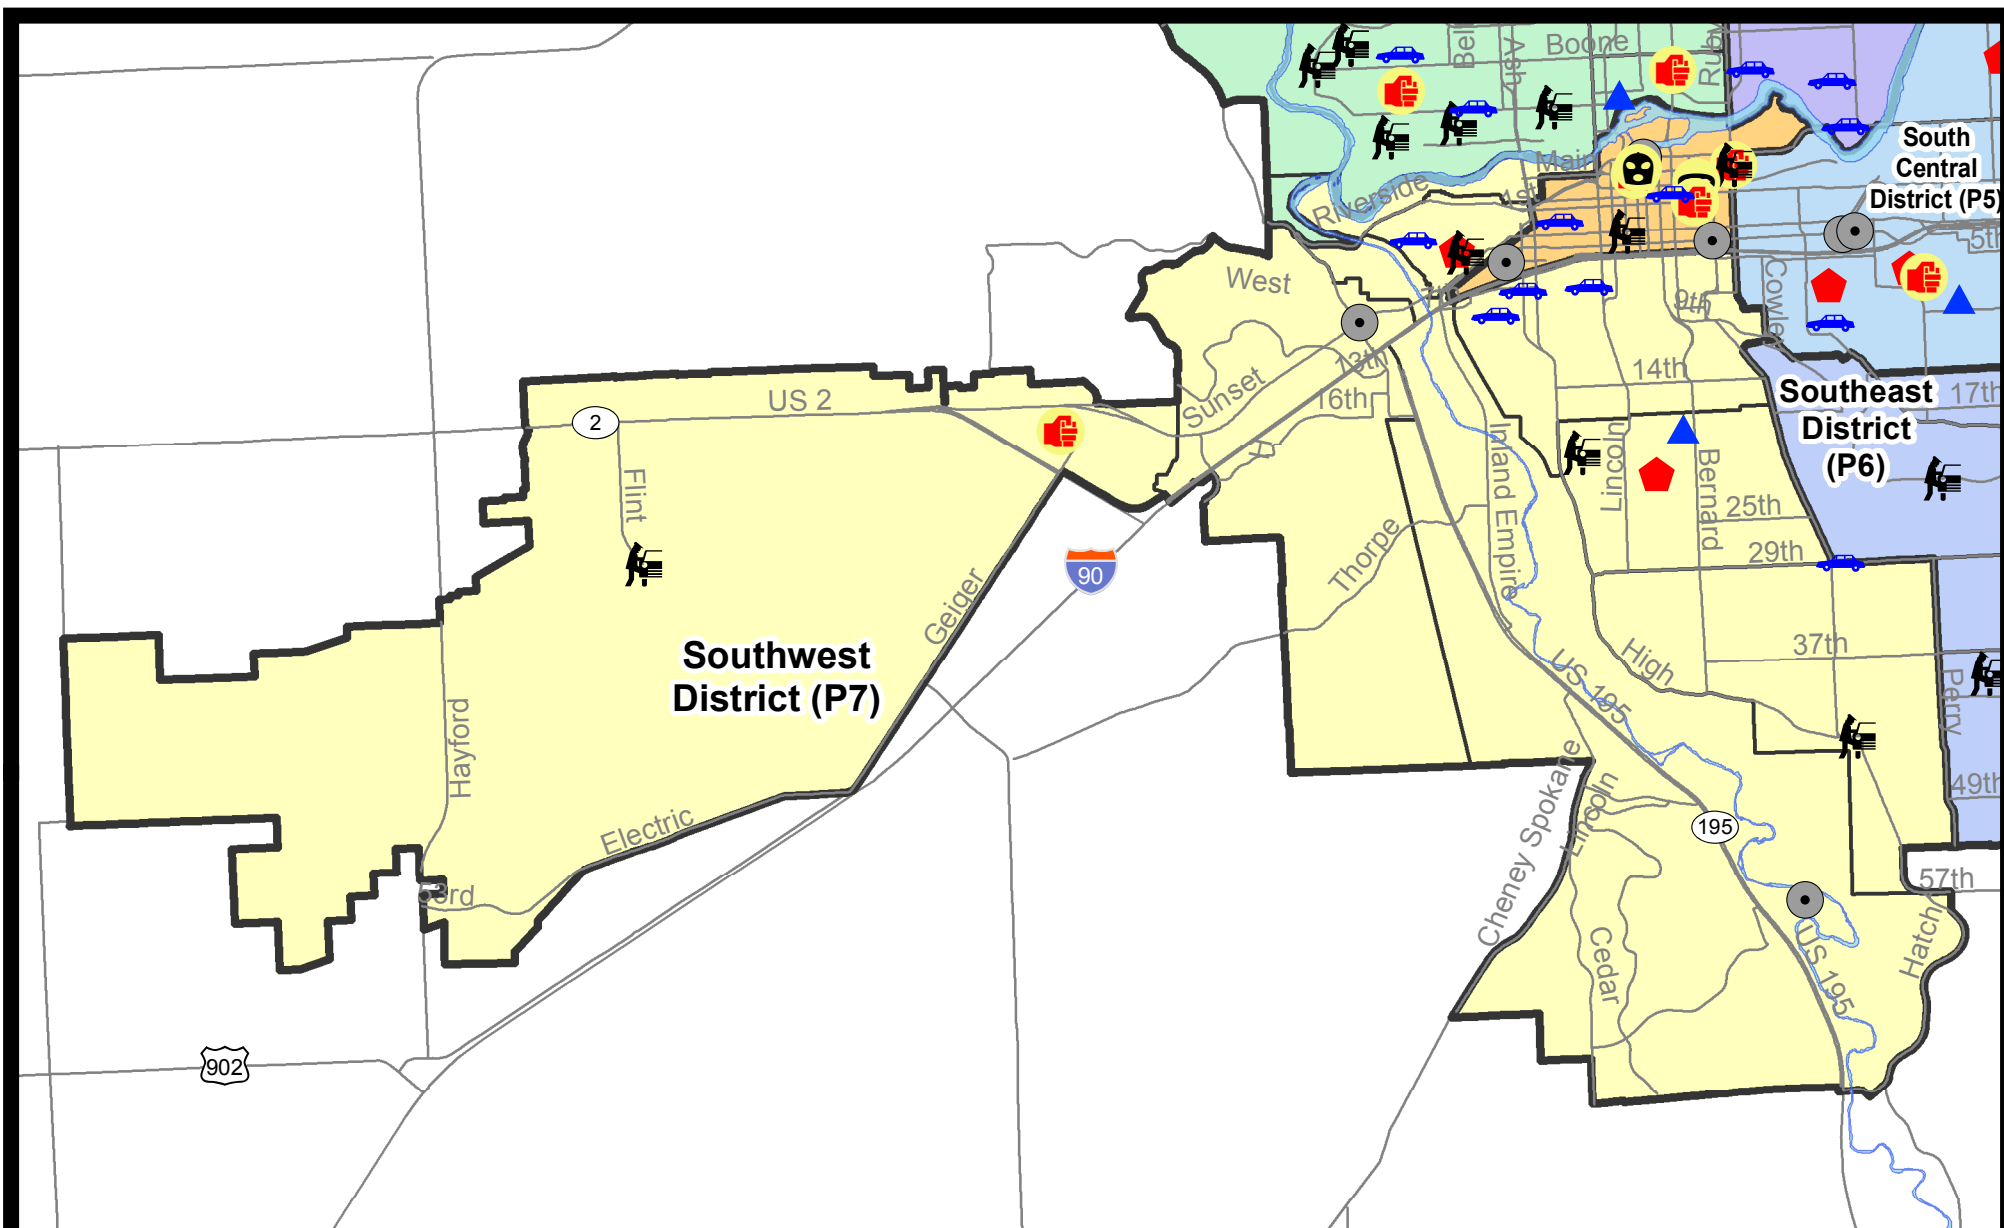 Boone
Ash
Main
1st
Riverside
South
Central
District (P5)
5th
West
Cowley
9th
7th
13th
14th
Sunset
16th
17th
US 2
2
Southeast
District
(P6)
Flint
Inland Empire
Lincoln
Bernard
25th
29th
Thorpe
90
Geiger
Southwest
District (P7)
High
37th
US 195
Perry
Hayford
Electric
49th
Cheney Spokane
Lincoln
195
53rd
57th
Hatch
Cedar
US 195
902